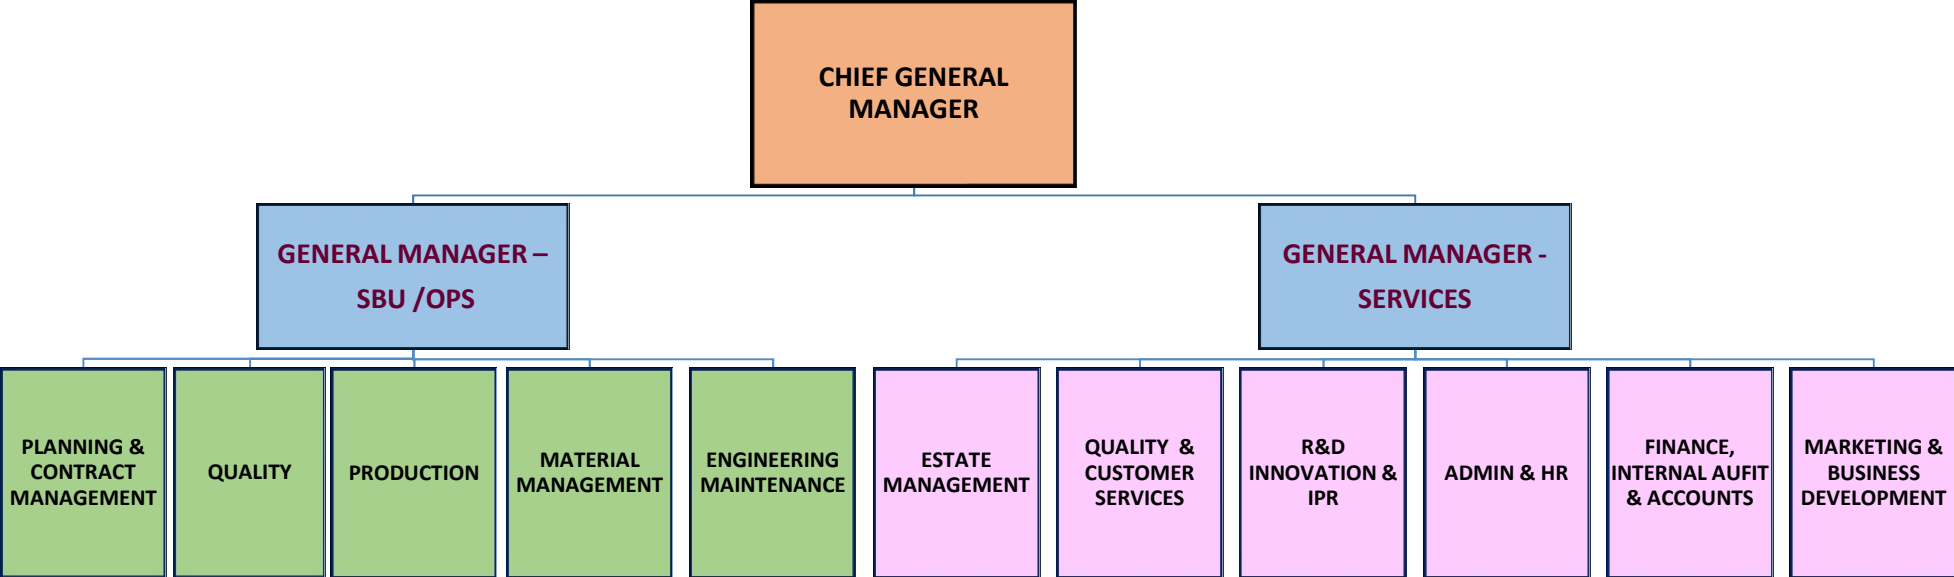 CHIEF GENERAL
MANAGER
GENERAL MANAGER –
SBU /OPS
GENERAL MANAGER -
SERVICES
PLANNING &
CONTRACT
MANAGEMENT
QUALITY
PRODUCTION
MATERIAL
MANAGEMENT
ENGINEERING
MAINTENANCE
ESTATE
MANAGEMENT
QUALITY &
CUSTOMER
SERVICES
R&D
INNOVATION &
IPR
ADMIN & HR
FINANCE,
INTERNAL AUFIT
& ACCOUNTS
MARKETING &
BUSINESS
DEVELOPMENT